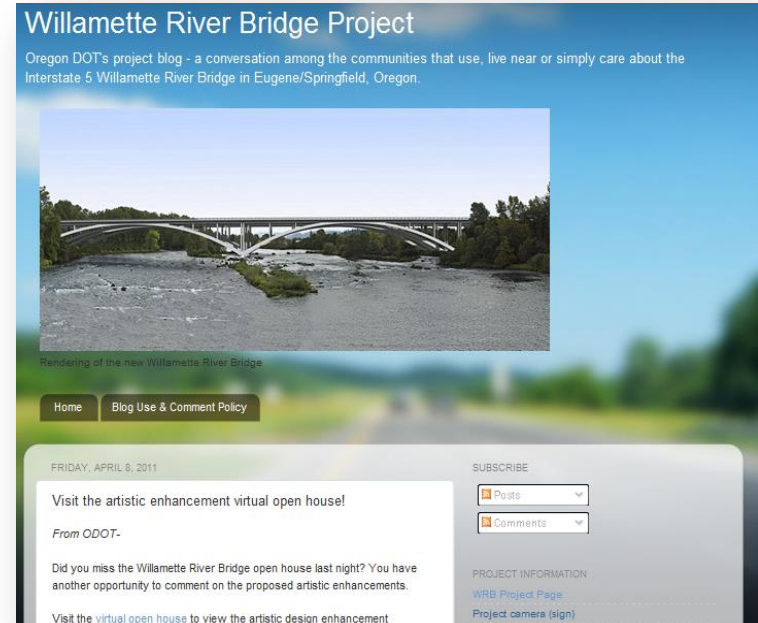 Willamette River Bridge Project
Oregon DOT's project blog - a conversation among the communities that use, live near or simply care about the
Interstate 5 Willamette River Bridge in Eugene/Springfield, Oregon.
Rendering of the new Willamette River Bridge
Home
Blog Use & Comment Policy
FRIDAY, APRIL 8, 2011
Visit the artistic enhancement virtual open house!
From ODOT-
Did you miss the Willamette River Bridge open house last night? You have
another opportunity to comment on the proposed artistic enhancements.
Visit the virtual open house to view the artistic design enhancement
SUBSCRIBE
Posts
Comments
PROJECT INFORMATION
WRB Project Page
Project camera (sign)